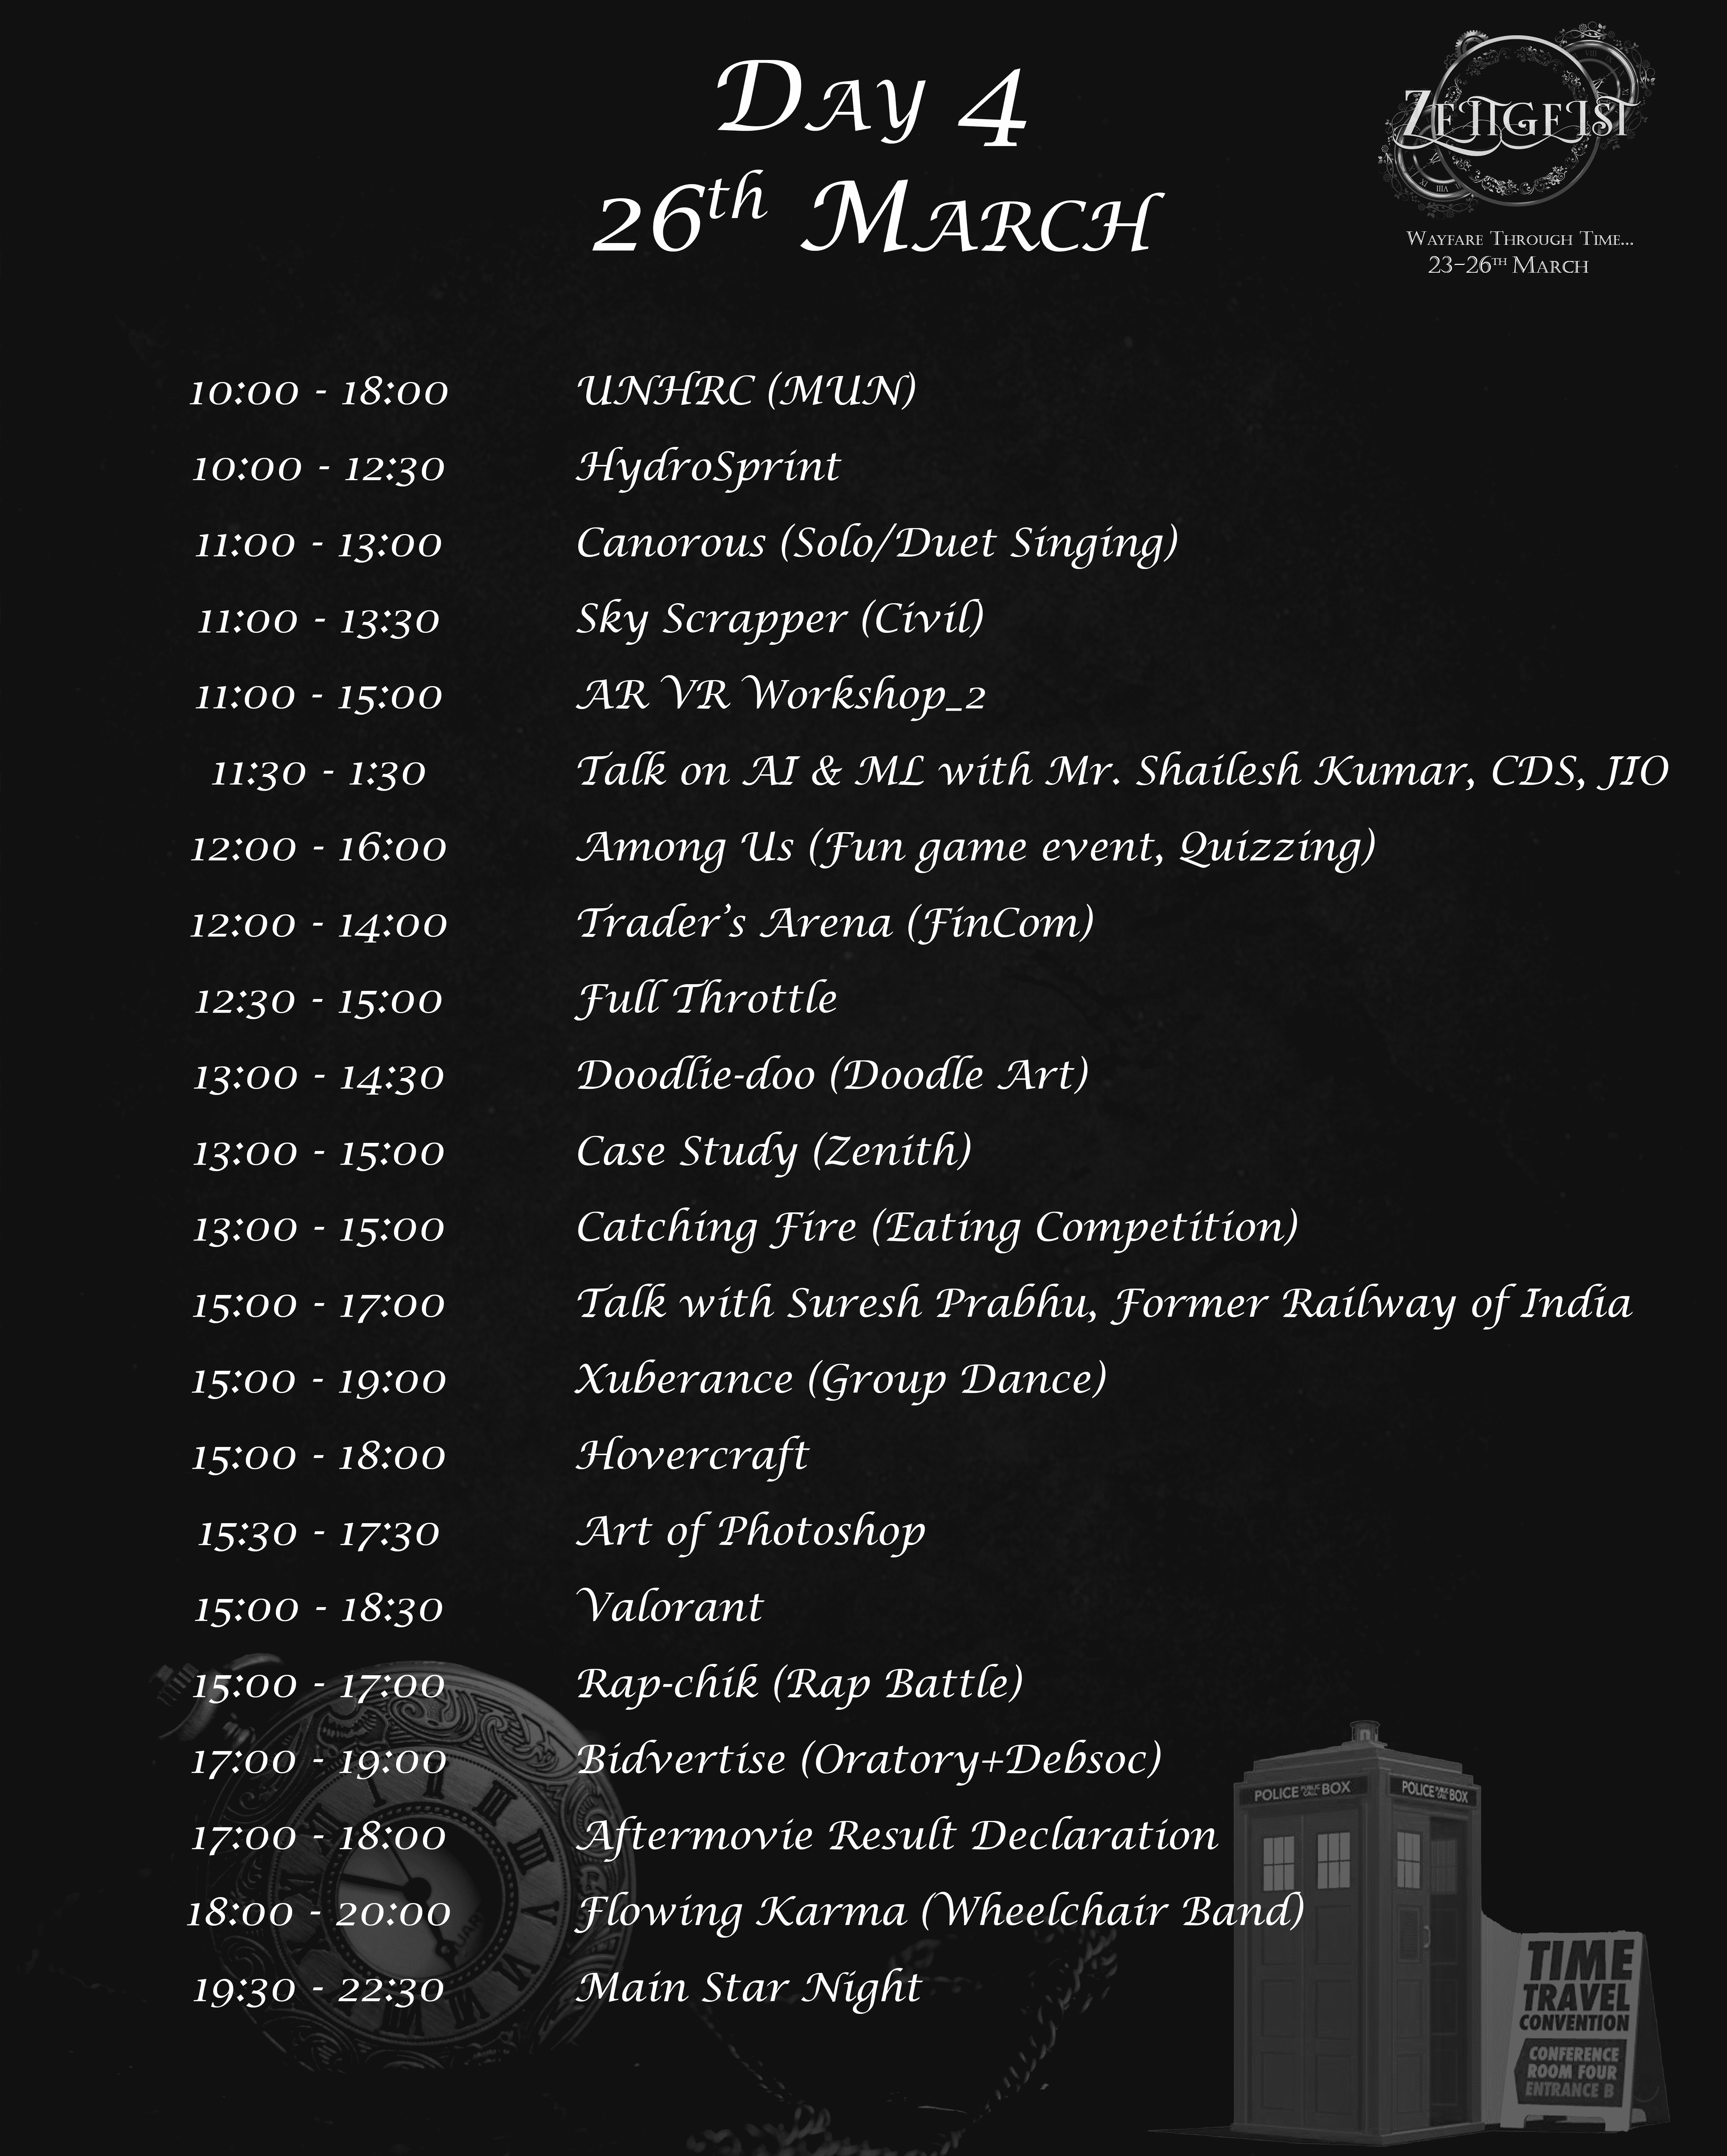 Day 4
26th March
Zeitgeist
Wayfare Through Time...
23-26th March
10:00 - 18:00 UNHRC (MUN)
10:00 - 12:30 HydroSprint
11:00 - 13:00 Canorous (Solo/Duet Singing)
11:00 - 13:30 Sky Scrapper (Civil)
11:00 - 15:00 AR VR Workshop_2
11:30 - 1:30 Talk on AI & ML with Mr. Shailesh Kumar, CDS, JIO
12:00 - 16:00 Among Us (Fun game event, Quizzing)
12:00 - 14:00 Trader's Arena (FinCom)
12:30 - 15:00 Full Throttle
13:00 - 14:30 Doodlie-doo (Doodle Art)
13:00 - 15:00 Case Study (Zenith)
13:00 - 15:00 Catching Fire (Eating Competition)
15:00 - 17:00 Talk with Suresh Prabhu, Former Railway of India
15:00 - 19:00 Xuberance (Group Dance)
15:00 - 18:00 Hovercraft
15:30 - 17:30 Art of Photoshop
15:00 - 18:30 Valorant
15:00 - 17:00 Rap-chik (Rap Battle)
17:00 - 19:00 Bidvertise (Oratory+Debsoc)
17:00 - 18:00 Aftermovie Result Declaration
18:00 - 20:00 Flowing Karma (Wheelchair Band)
19:30 - 22:30 Main Star Night
POLICE PUBLIC CALL BOX
POLICE PUBLIC CALL BOX
TIME
TRAVEL
CONVENTION
CONFERENCE
ROOM FOUR
ENTRANCE B